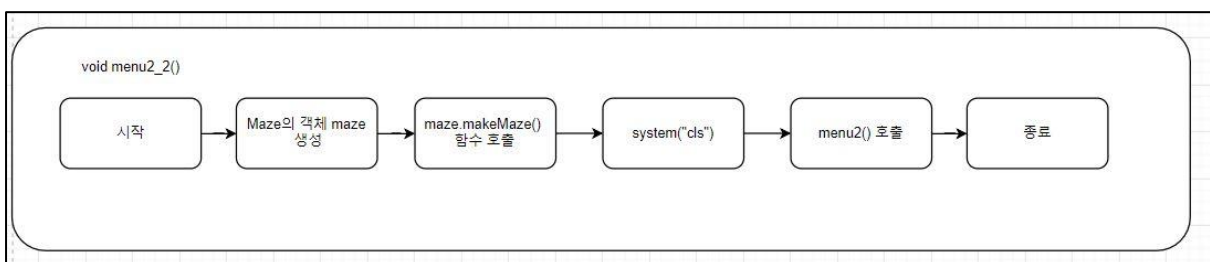 void menu2_2()
시작
Maze의 객체 maze
생성
maze.makeMaze()
함수 호출
system("cls")
menu2() 호출
종료